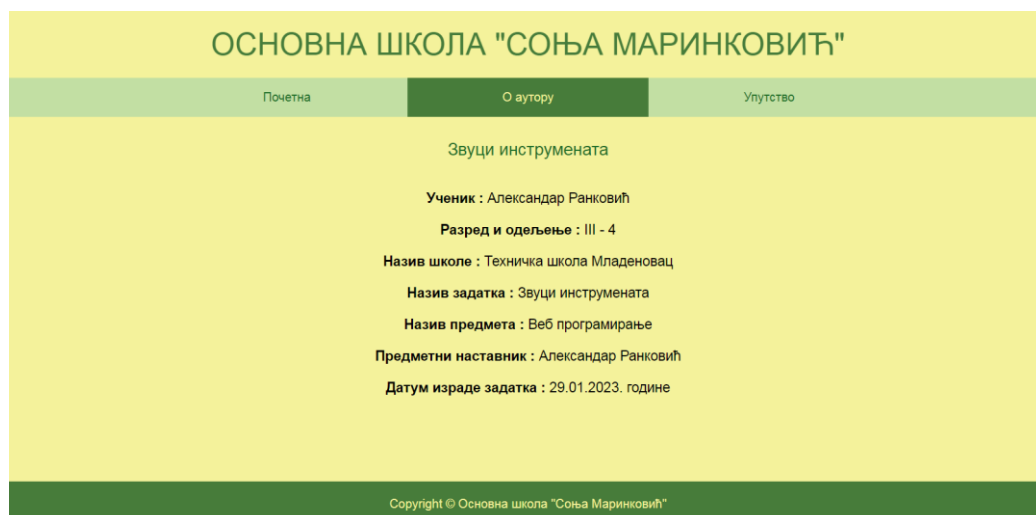 ОСНОВНА ШКОЛА "СОЊА МАРИНКОВИЋ"
Почетна О аутору Упутство
Звуци инструмената
Ученик : Александар Ранковић
Разред и одељење : III - 4
Назив школе : Техничка школа Младеновац
Назив задатка : Звуци инструмената
Назив предмета : Веб програмирање
Предметни наставник : Александар Ранковић
Датум израде задатка : 29.01.2023. године
Copyright © Основна школа "Соња Маринковић"